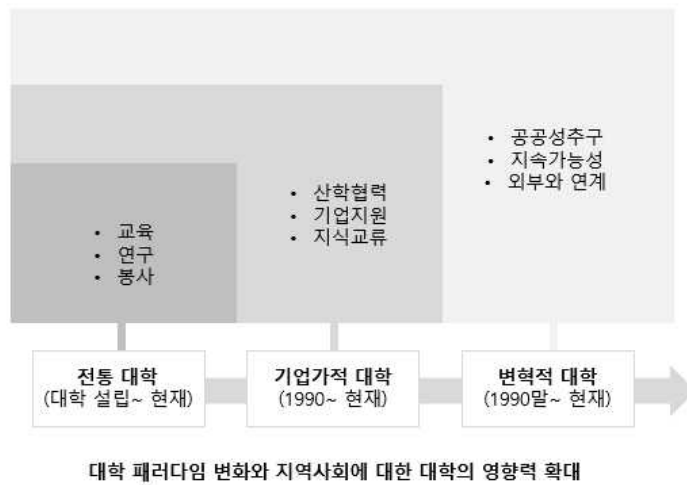 • 공공성추구
• 지속가능성
• 외부와 연계
• 산학협력
• 기업지원
• 지식교류
• 교육
• 연구
• 봉사
전통 대학
(대학 설립~ 현재)
기업가적 대학
(1990~ 현재)
변혁적 대학
(1990말~ 현재)
대학 패러다임 변화와 지역사회에 대한 대학의 영향력 확대